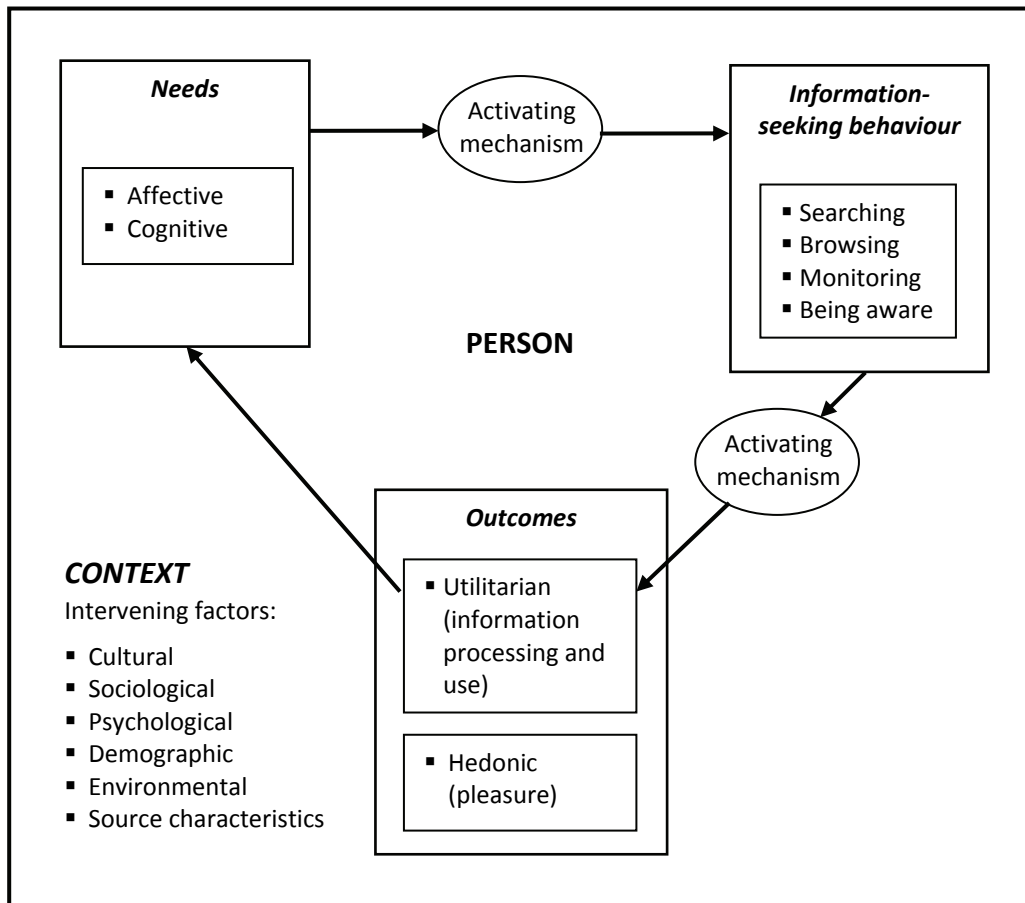 Needs
▪ Affective
▪ Cognitive
Activating
mechanism
Information-
seeking behaviour
▪ Searching
▪ Browsing
▪ Monitoring
▪ Being aware
PERSON
Activating
mechanism
Outcomes
▪ Utilitarian
(information
processing and
use)
▪ Hedonic
(pleasure)
CONTEXT
Intervening factors:
▪ Cultural
▪ Sociological
▪ Psychological
▪ Demographic
▪ Environmental
▪ Source characteristics